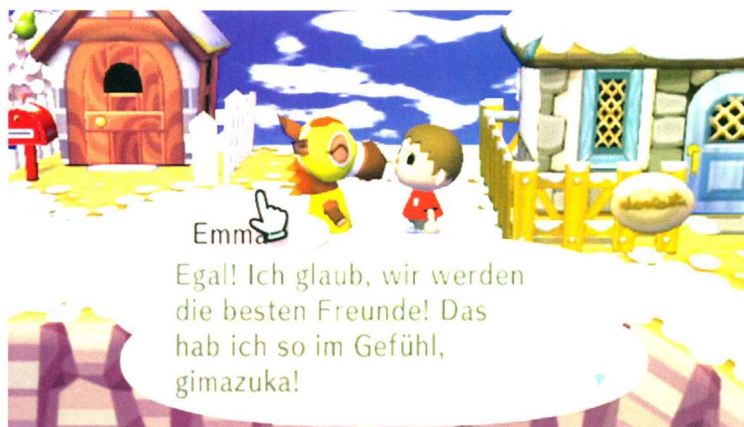 Emma
Egal! Ich glaub, wir werden
die besten Freunde! Das
hab ich so im Gefühl,
gimazuka!